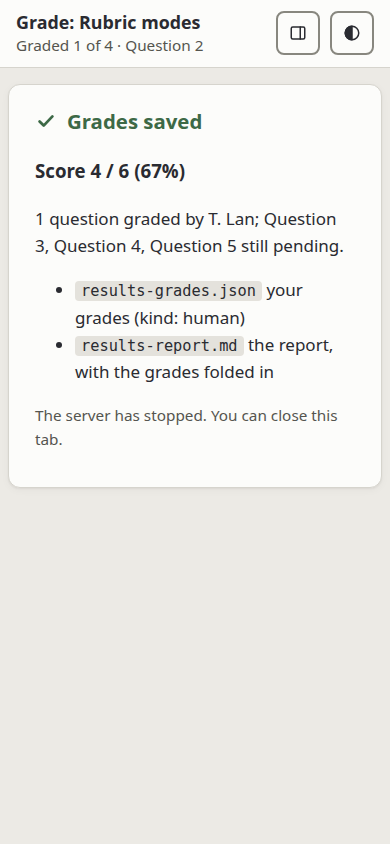 Grade: Rubric modes
Graded 1 of 4 · Question 2
Grades saved
Score 4 / 6 (67%)
1 question graded by T. Lan; Question
3, Question 4, Question 5 still pending.
results-grades.json your
grades (kind: human)
results-report.md the report,
with the grades folded in
The server has stopped. You can close this
tab.